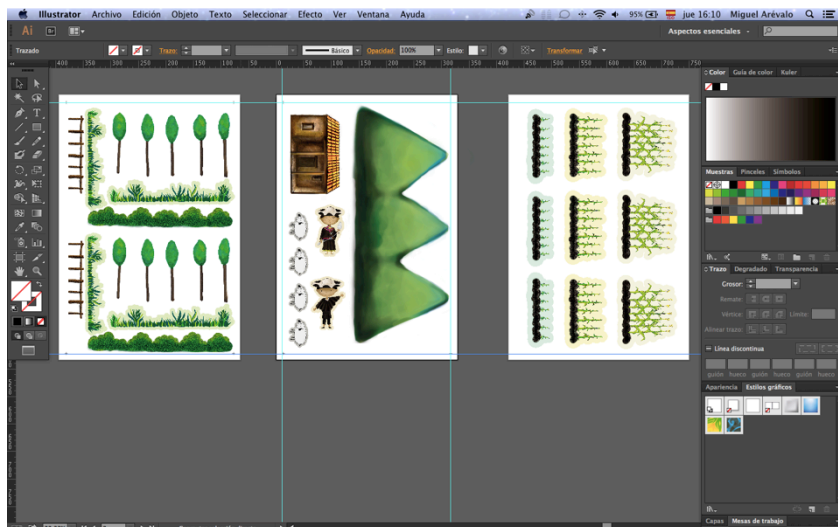 Illustrator Archivo Edición Objeto Texto Seleccionar Efecto Ver Ventana Ayuda 95% jue 16:10 Miguel Arévalo
Ai Br Aspectos esenciales
Trazado Trazo: Básico Opacidad: 100% Estilo: Transformar
400 350 300 250 200 150 100 50 0 50 100 150 200 250 300 350 400 450 500 550 600 650 700 750
Color Guía de color Kuler
Muestras Pinceles Símbolos
Trazo Degradado Transparencia
Grosor:
Remate:
Vértice: Límite:
Alinear trazo:
Línea discontinua
guión hueco guión hueco guión hueco
Apariencia Estilos gráficos
Capas Mesas de trabajo